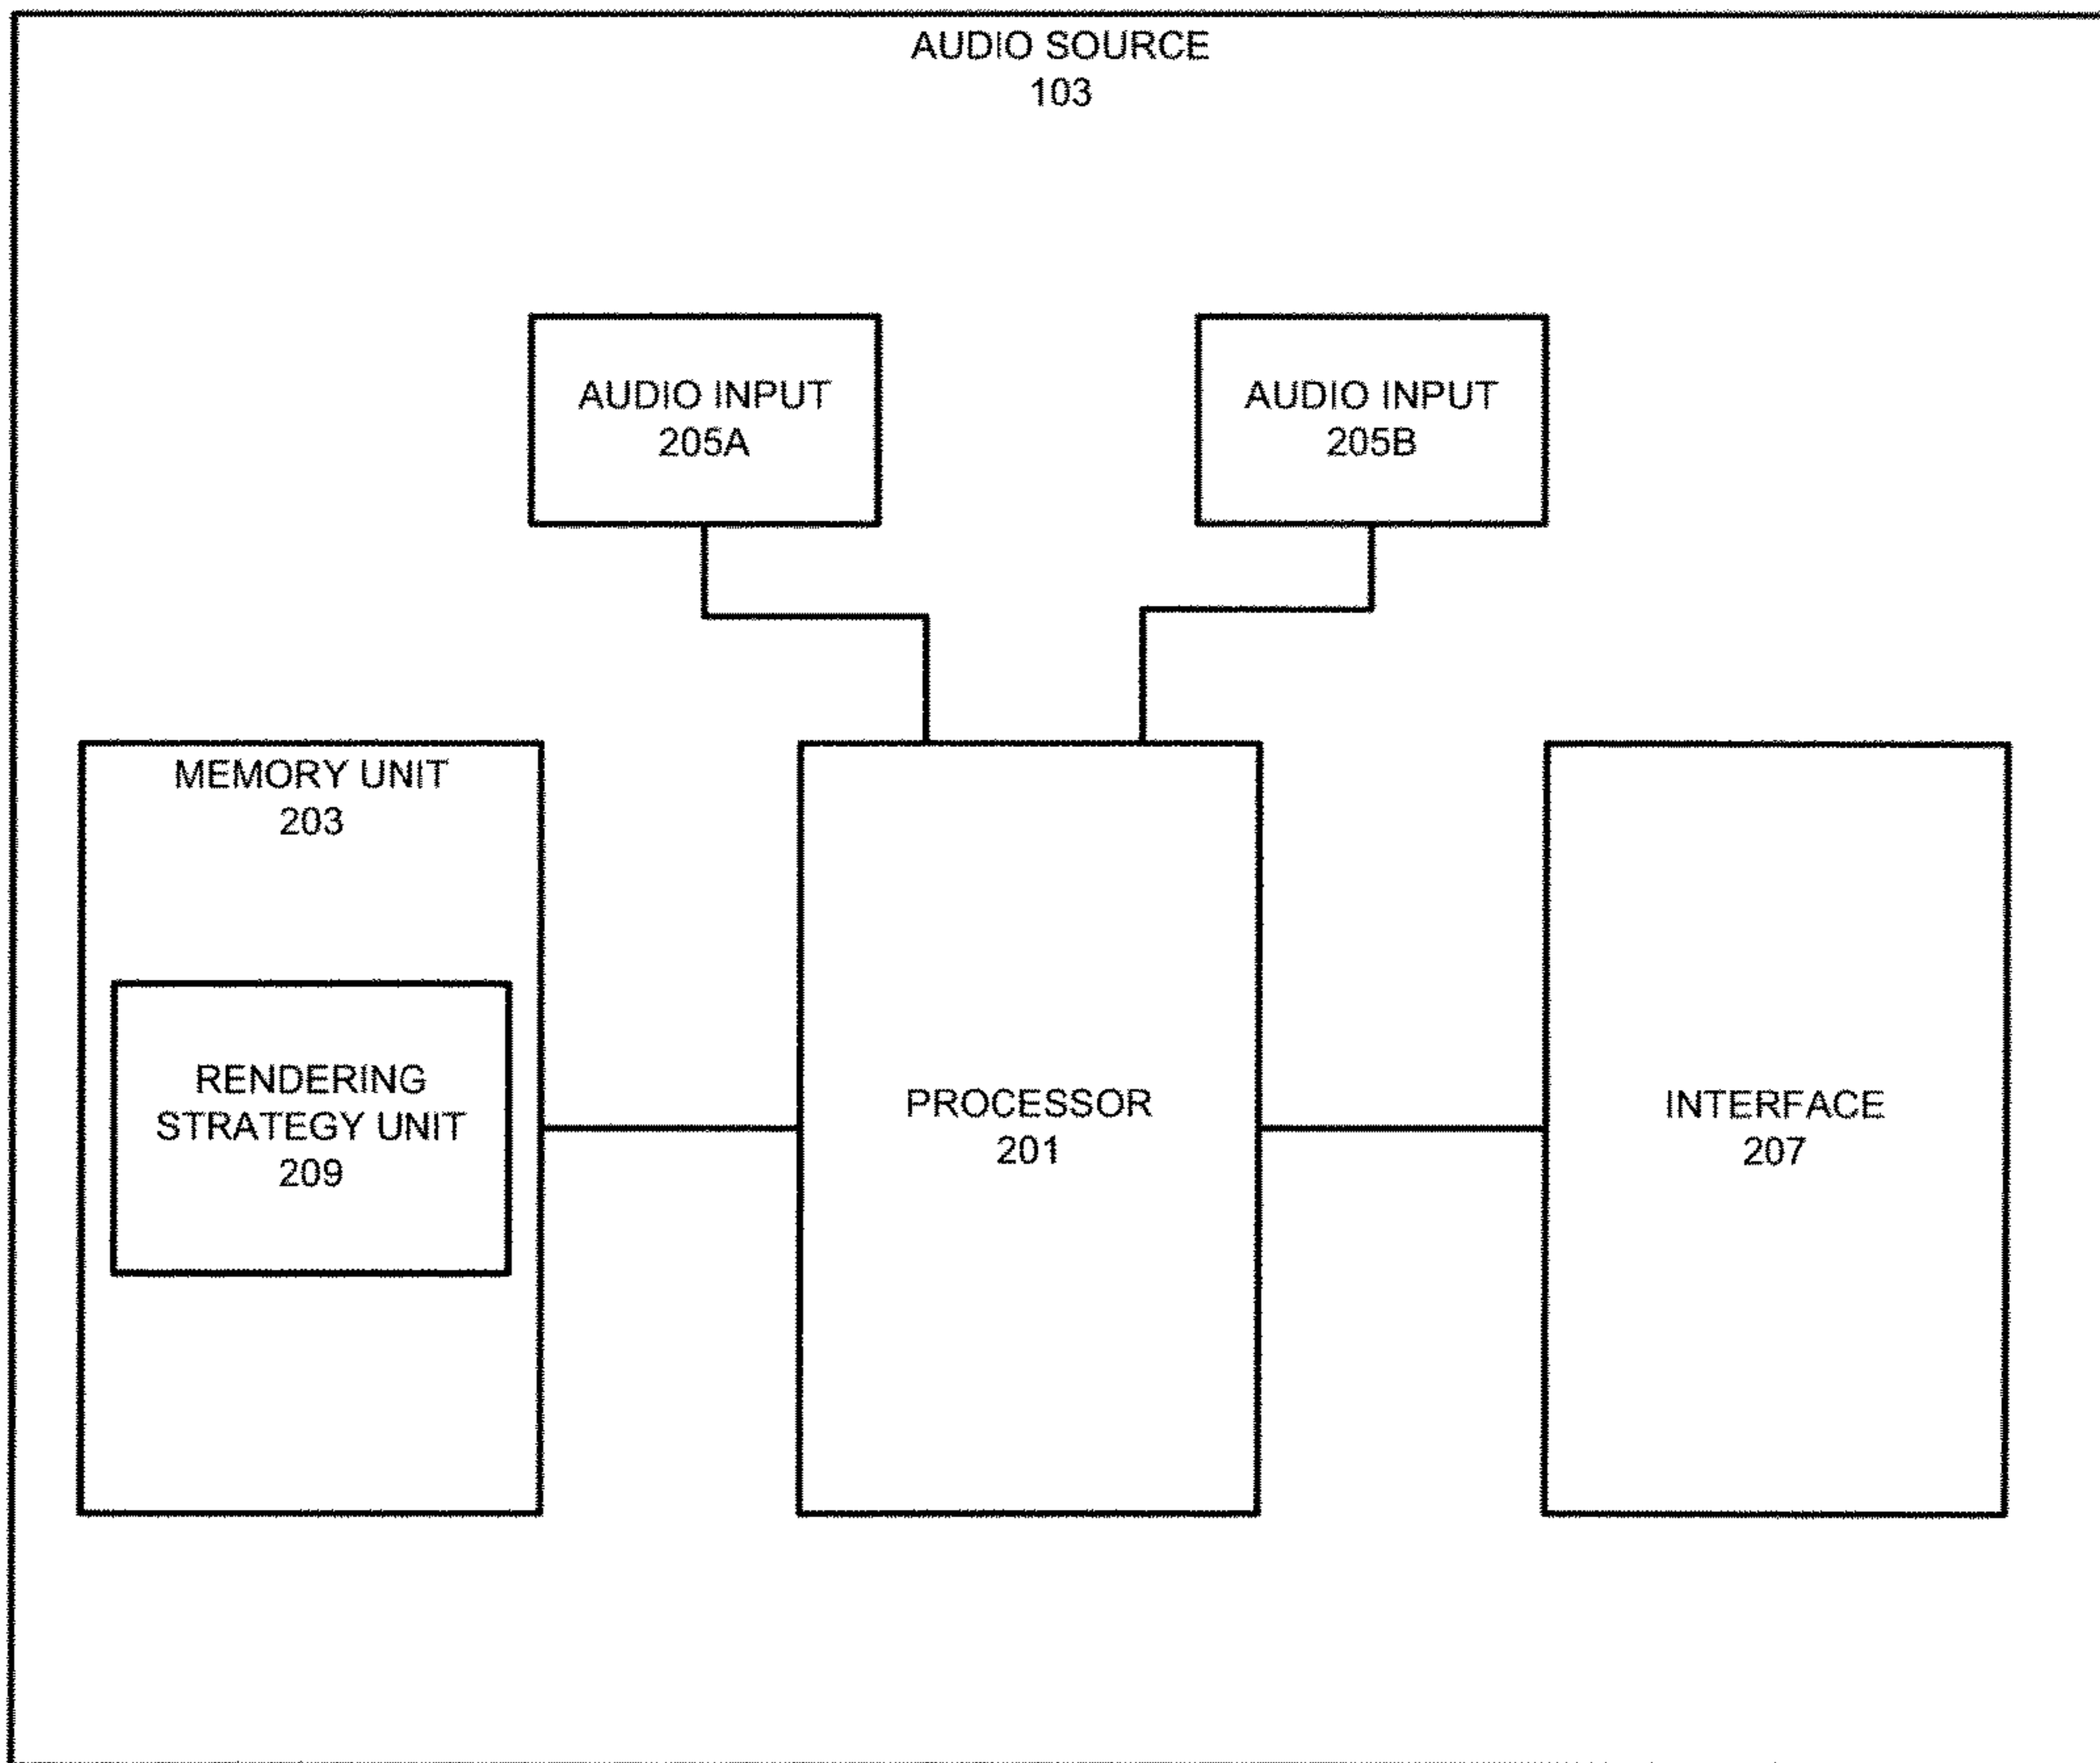 AUDIO SOURCE
103
AUDIO INPUT
205A
AUDIO INPUT
205B
MEMORY UNIT
203
RENDERING
STRATEGY UNIT
209
PROCESSOR
201
INTERFACE
207